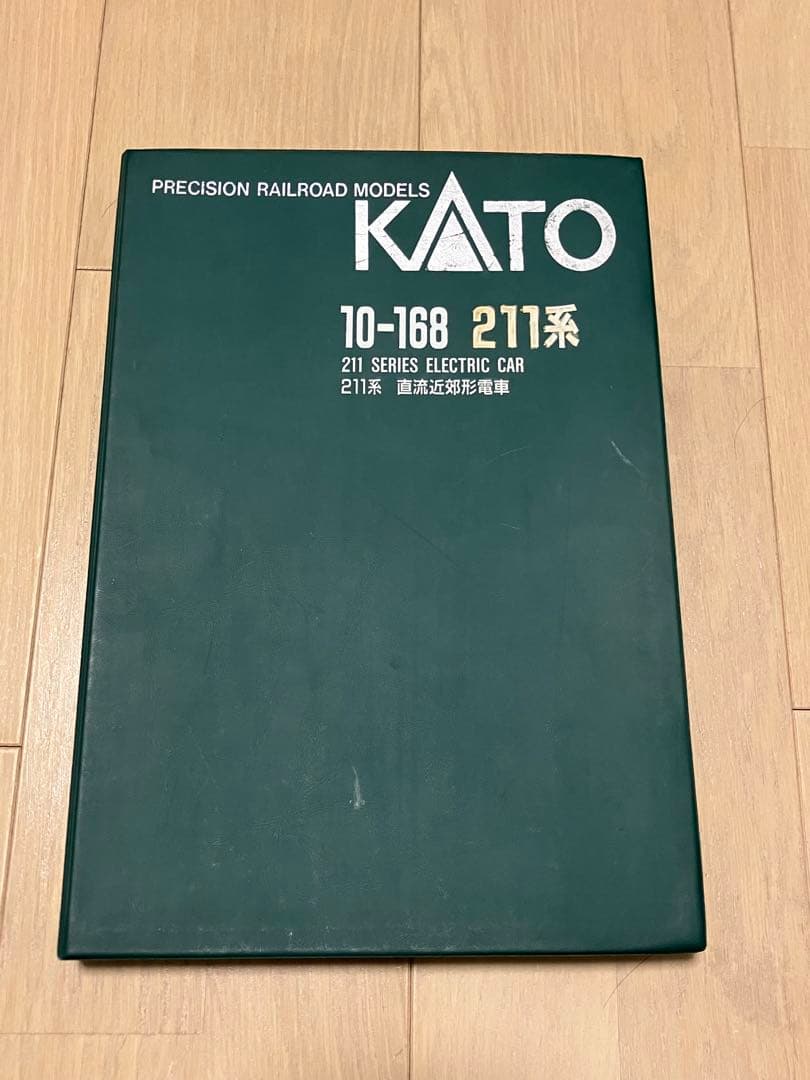 PRECISION RAILROAD MODELS
KATO
10-168 211系
211 SERIES ELECTRIC CAR
211系 直流近郊形電車